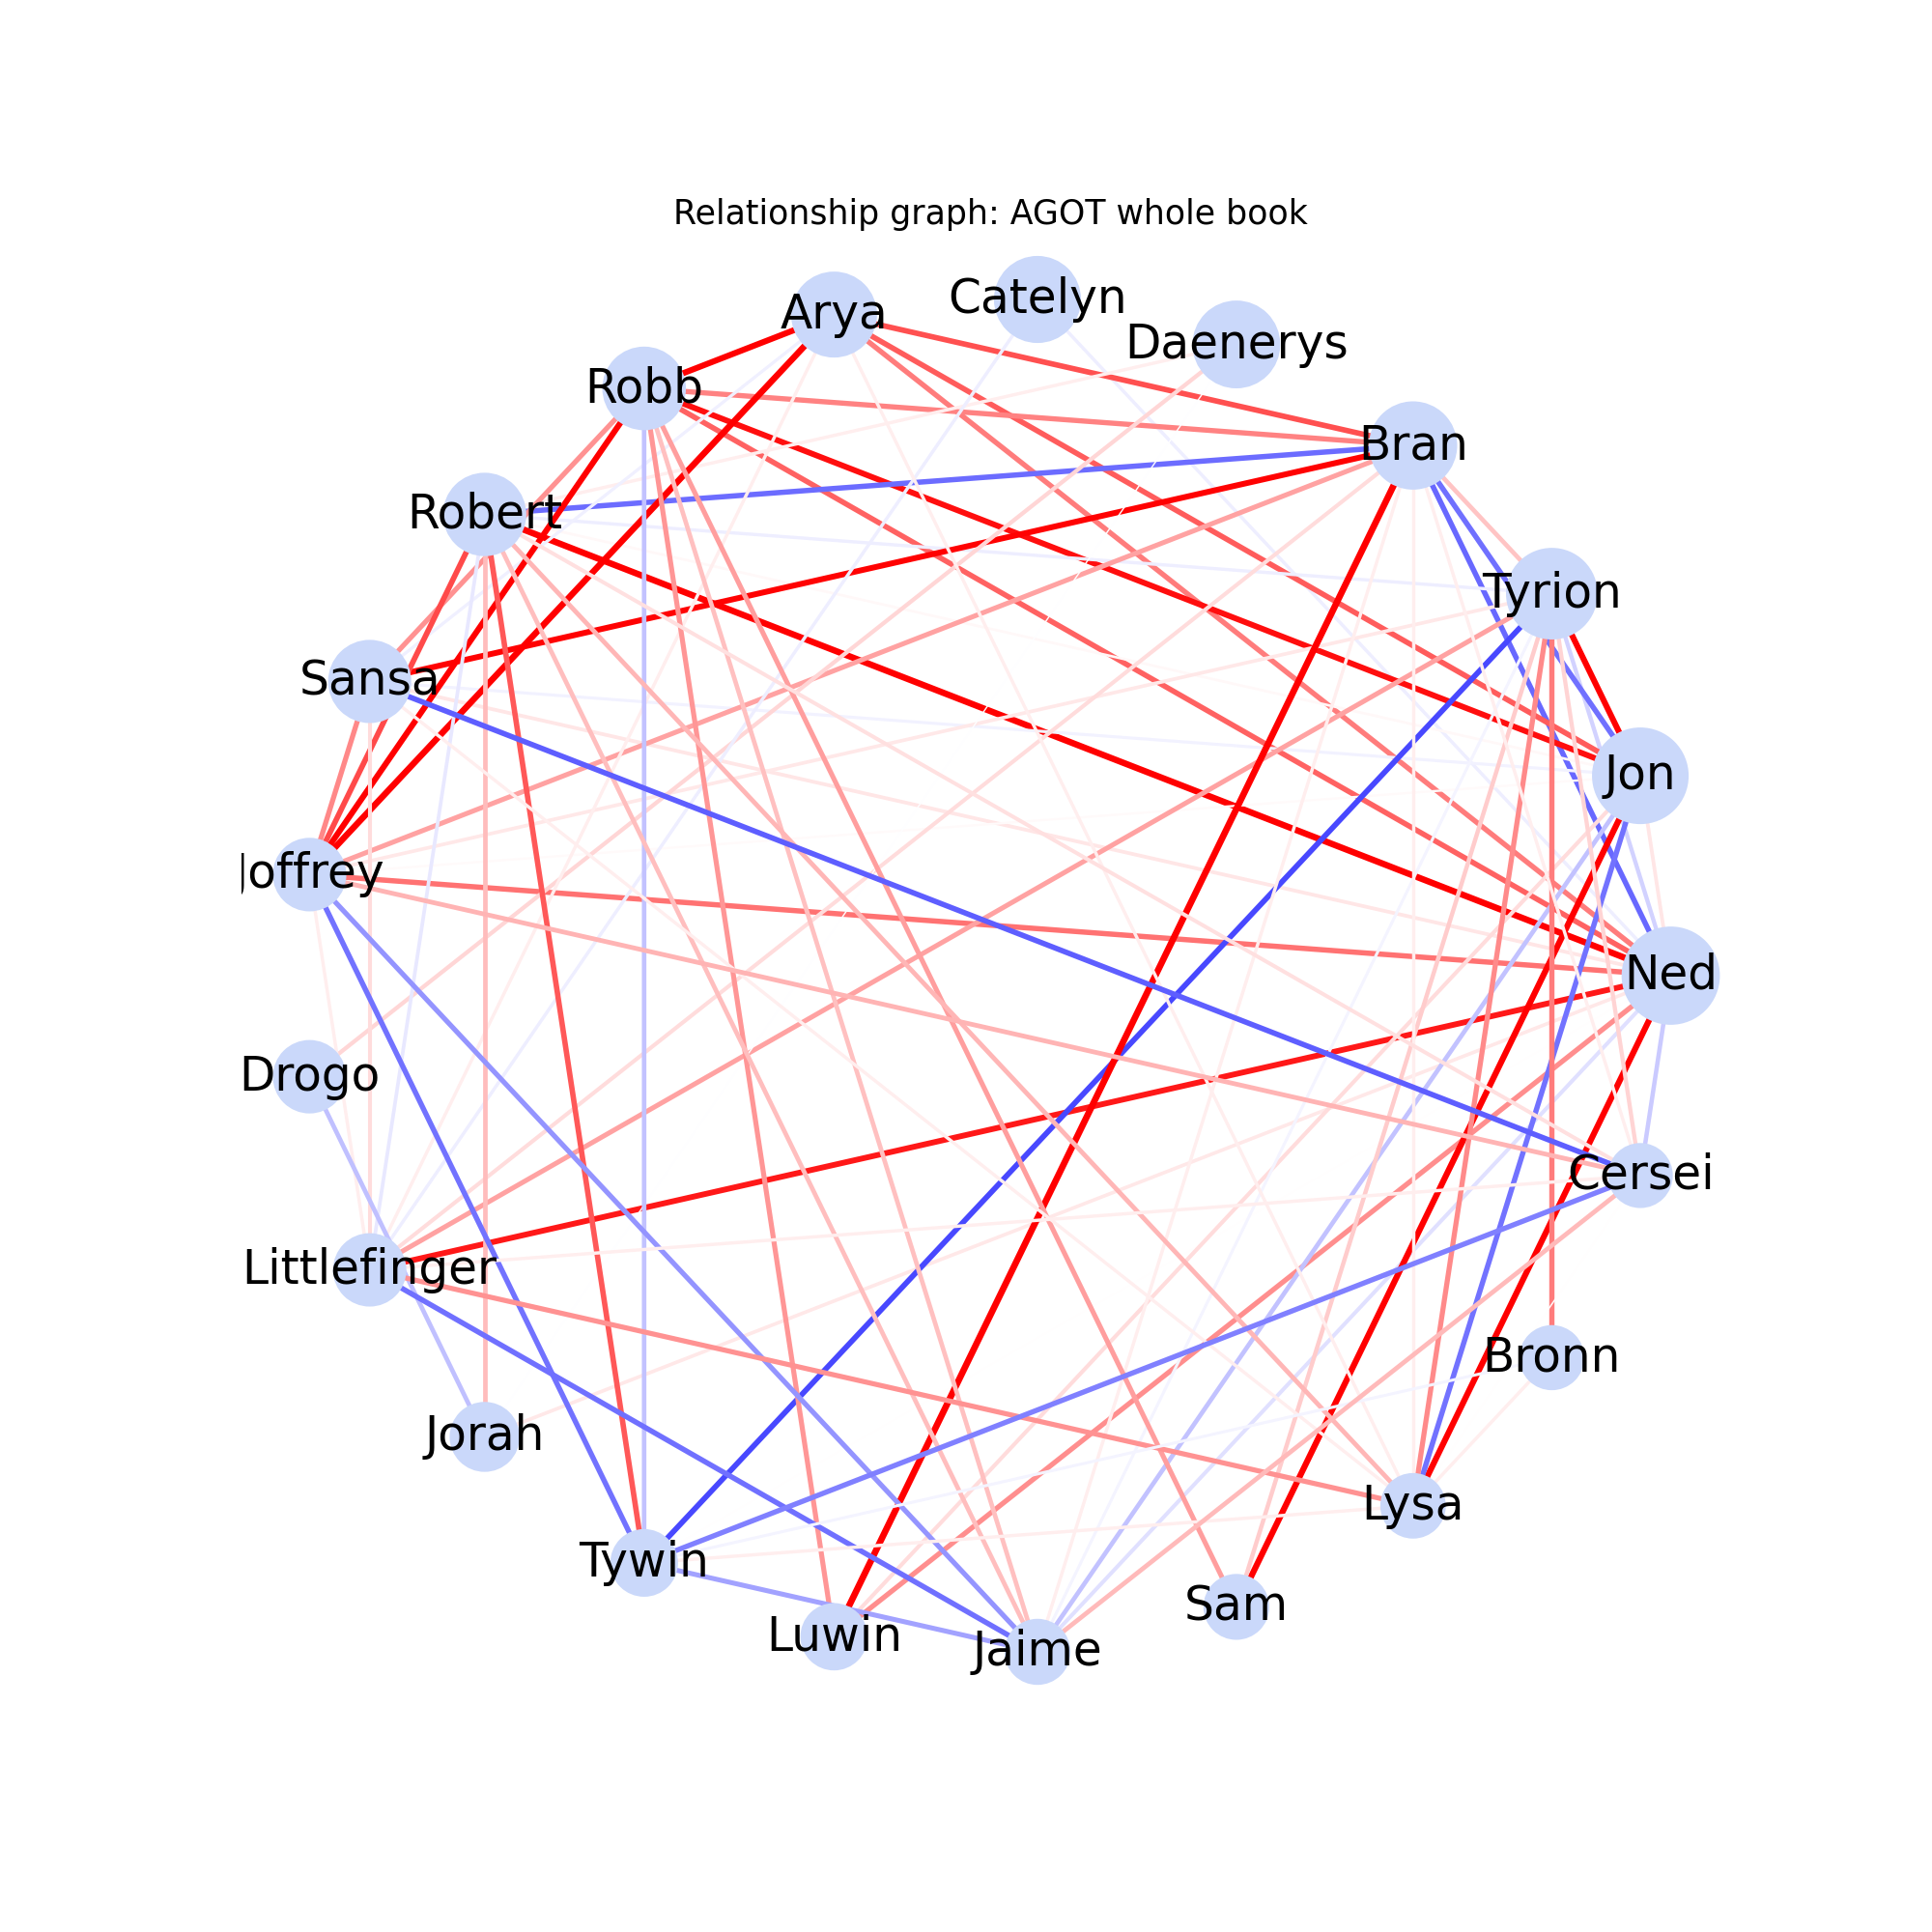 Relationship graph: AGOT whole book
Catelyn
Arya
Daenerys
Robb
Bran
Robert
Tyrion
Sansa
Jon
Joffrey
Ned
Drogo
Cersei
Littlefinger
Bronn
Jorah
Lysa
Tywin
Sam
Luwin
Jaime